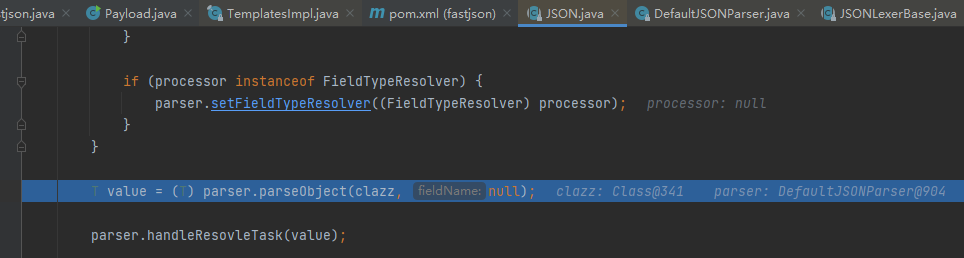 stjson.java × Payload.java × TemplatesImpl.java × pom.xml (fastjson) × JSON.java × DefaultJSONParser.java × JSONLexerBase.java
}
if (processor instanceof FieldTypeResolver) {
parser.setFieldTypeResolver((FieldTypeResolver) processor); processor: null
}
}
T value = (T) parser.parseObject(clazz, fieldName: null); clazz: Class@341 parser: DefaultJSONParser@904
parser.handleResovleTask(value);